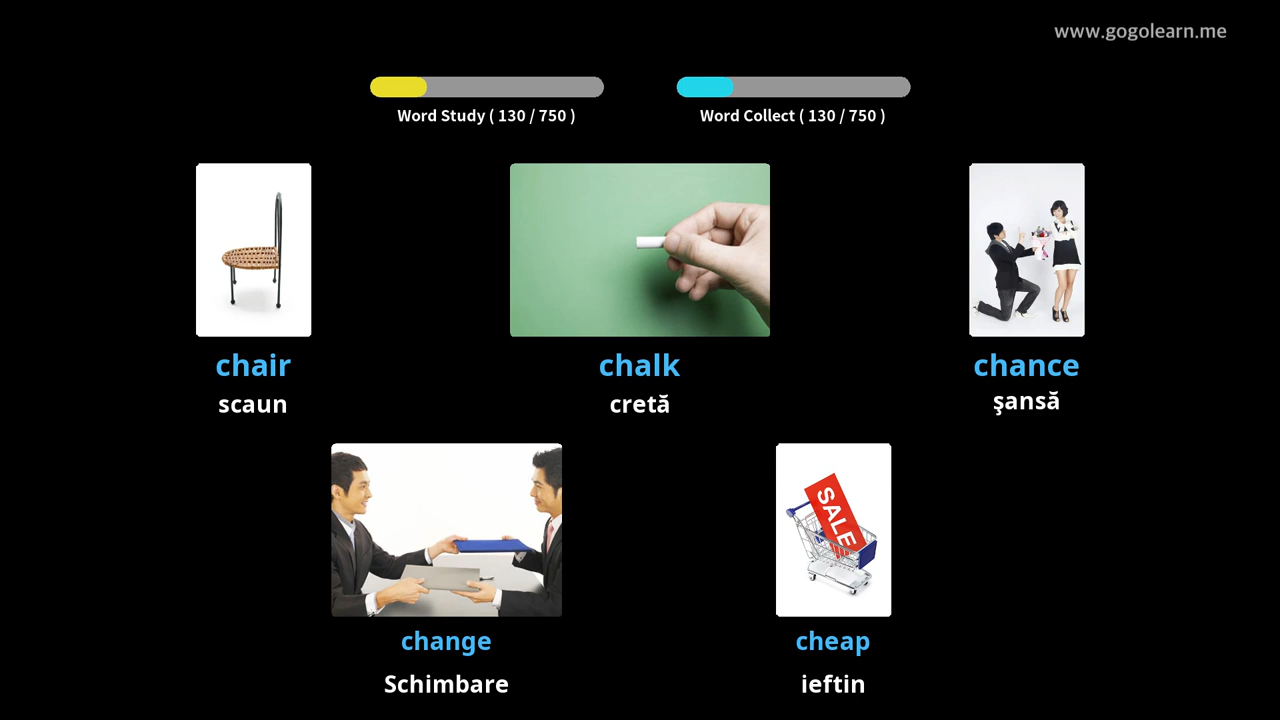 www.gogolearn.me
Word Study ( 130 / 750 )
Word Collect ( 130 / 750 )
chair
scaun
chalk
cretă
chance
şansă
SALE
change
Schimbare
cheap
ieftin